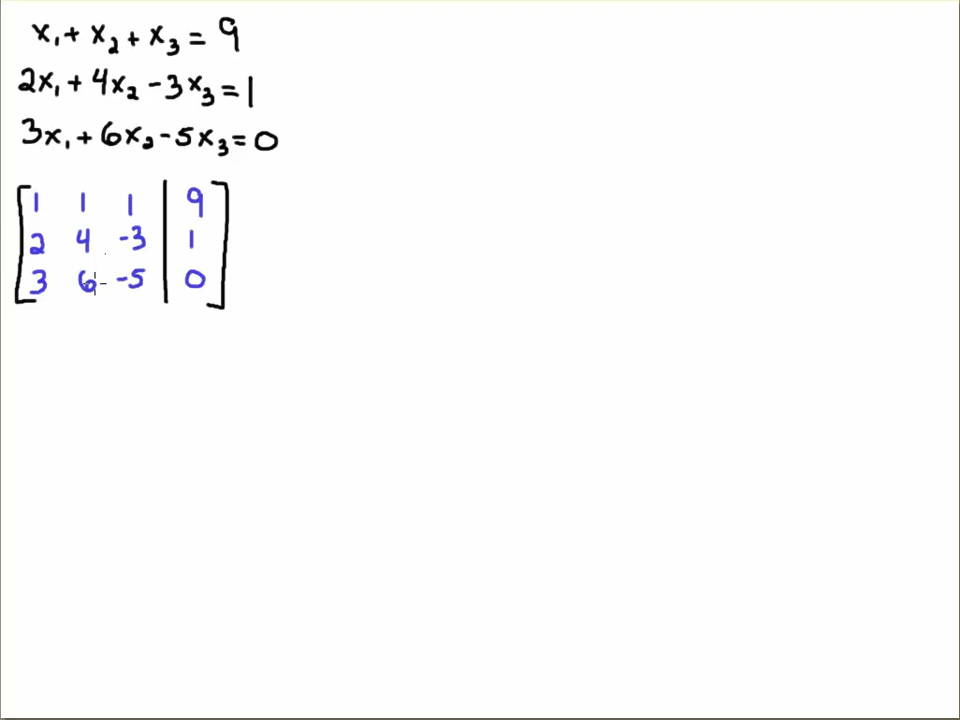 x₁ + x₂ + x₃ = 9
2x₁ + 4x₂ - 3x₃ = 1
3x₁ + 6x₂ - 5x₃ = 0
1 1 1 | 9
2 4 -3 | 1
3 6 -5 | 0